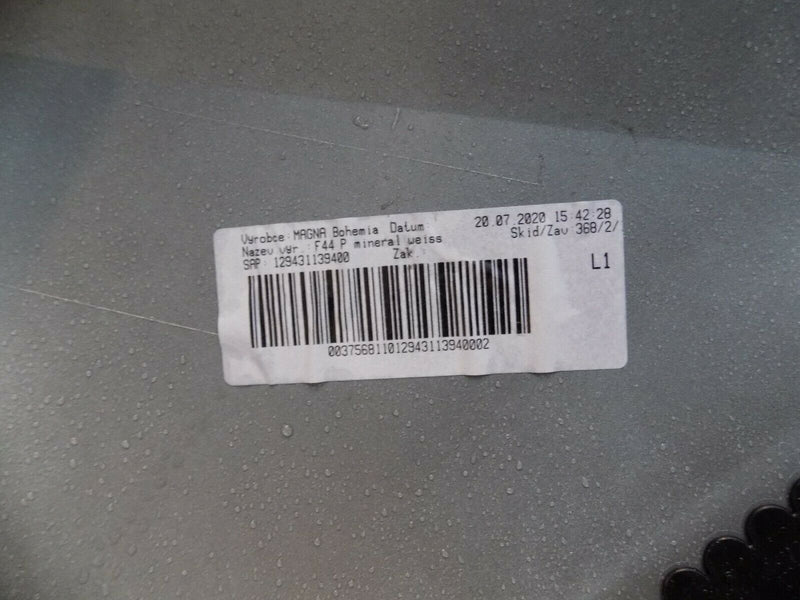 Vyrobce: MAGNA Bohemia Datum 20.07.2020 15:42:28
Nazev vyr.: F44 P mineral weiss Skid/Zav:368/2/
SAP: 129431139400 Zak.:
L1
003756811012943113940002